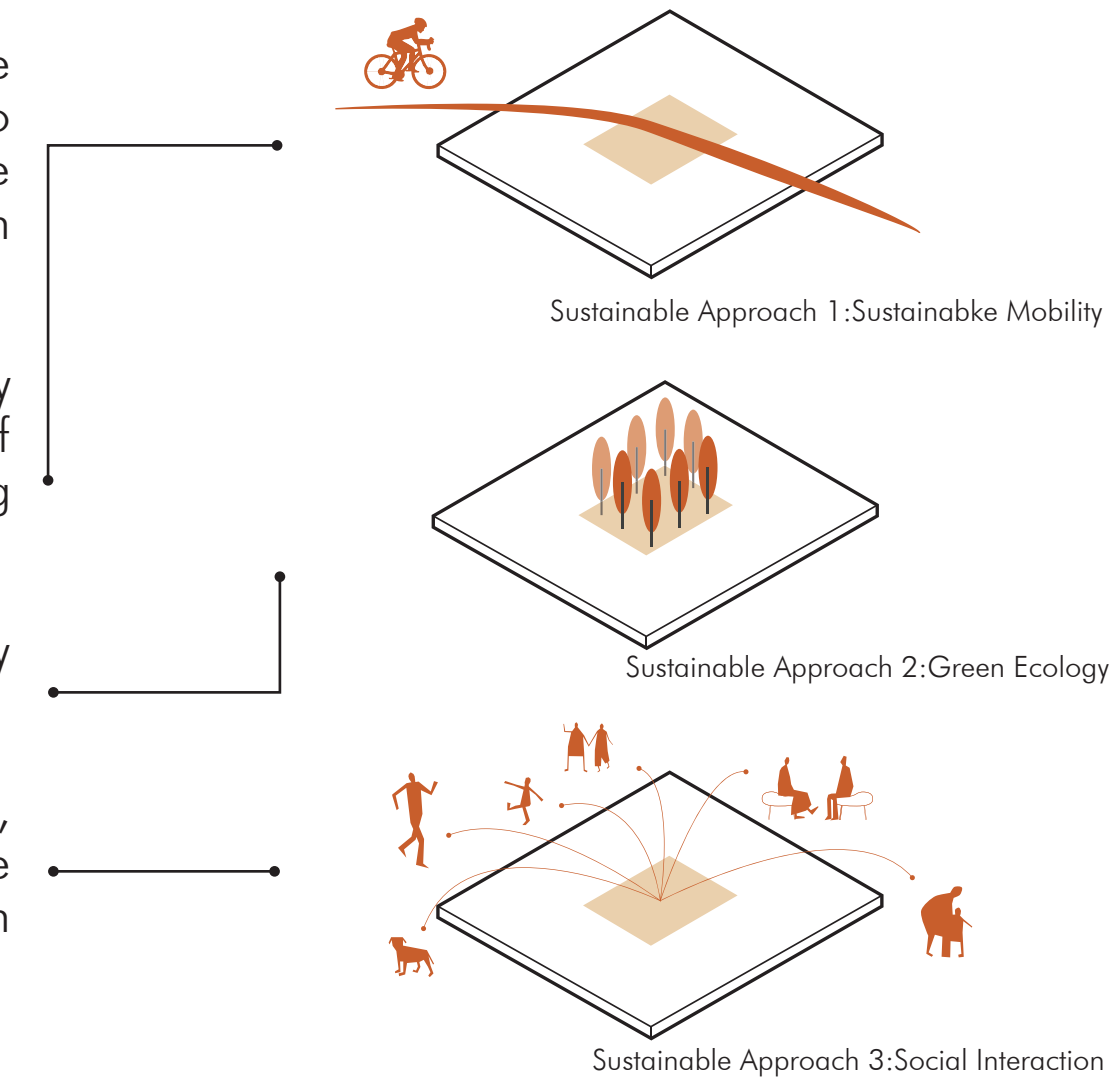 e
o
e
n
Sustainable Approach 1:Sustainabke Mobility
y
f
g
Sustainable Approach 2:Green Ecology
y
,
e
n
Sustainable Approach 3:Social Interaction